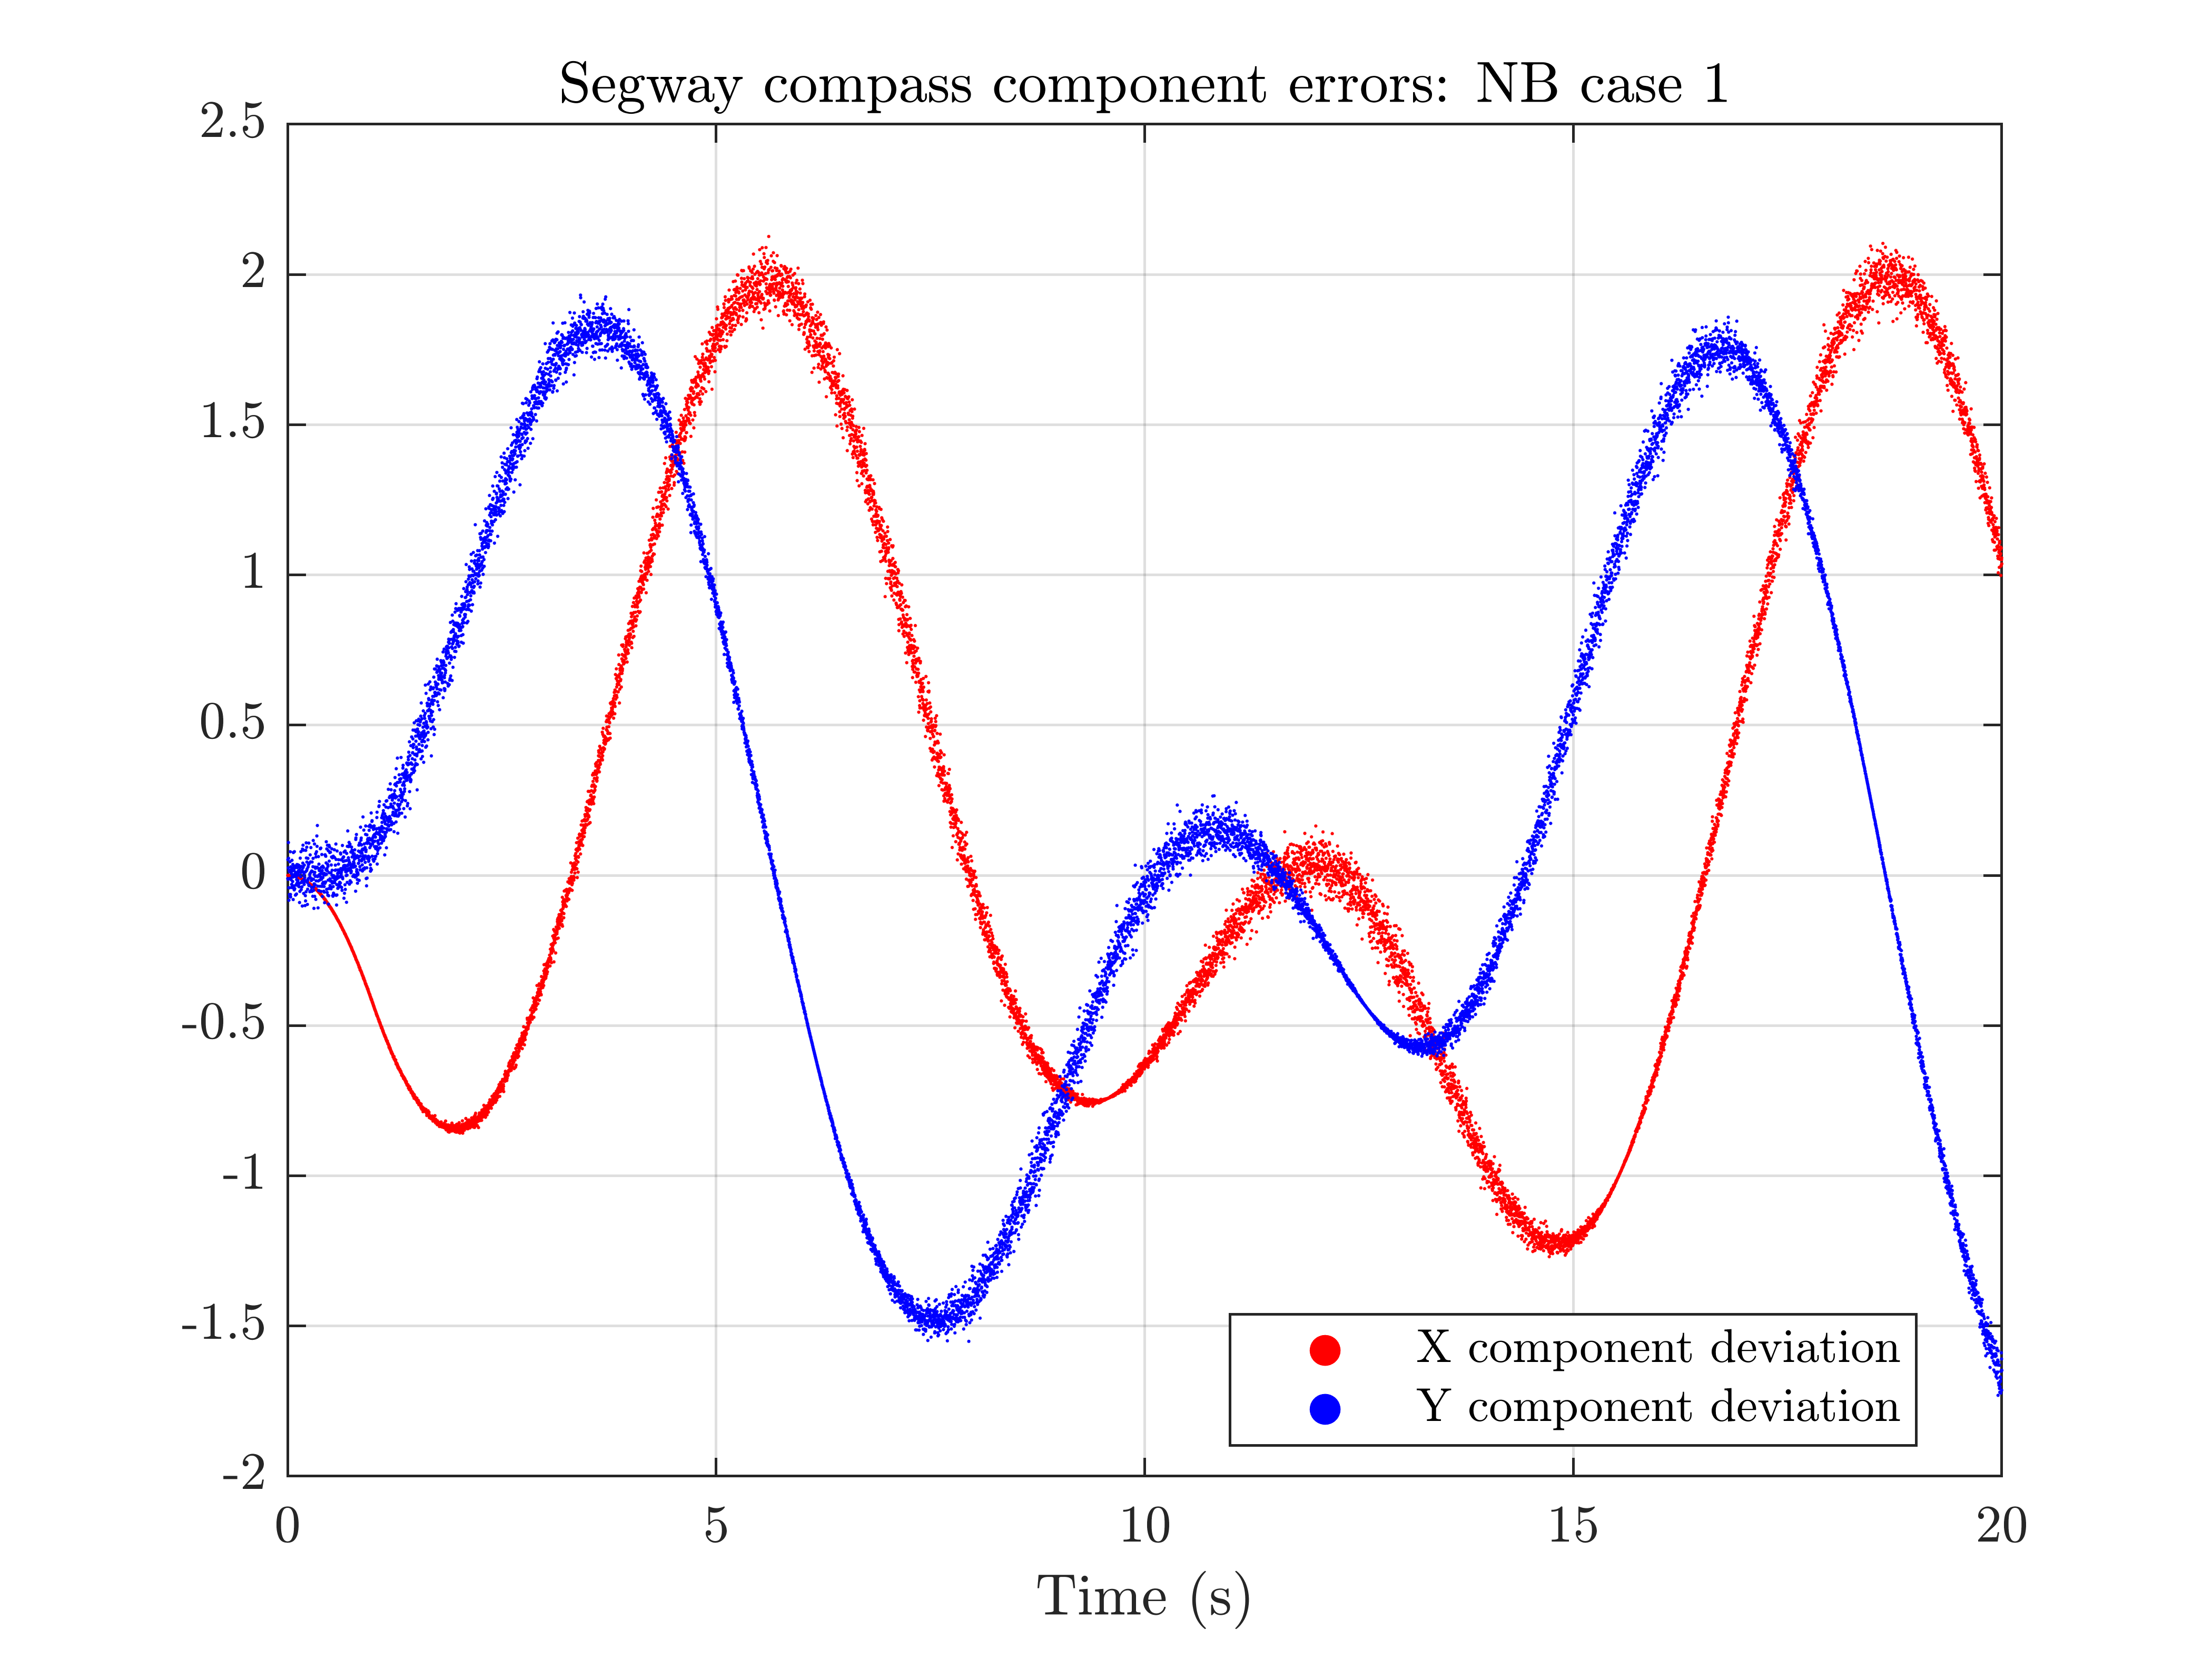 Segway compass component errors: NB case 1
2.5
2
1.5
1
0.5
0
-0.5
-1
-1.5
-2
0 5 10 15 20
Time (s)
X component deviation
Y component deviation